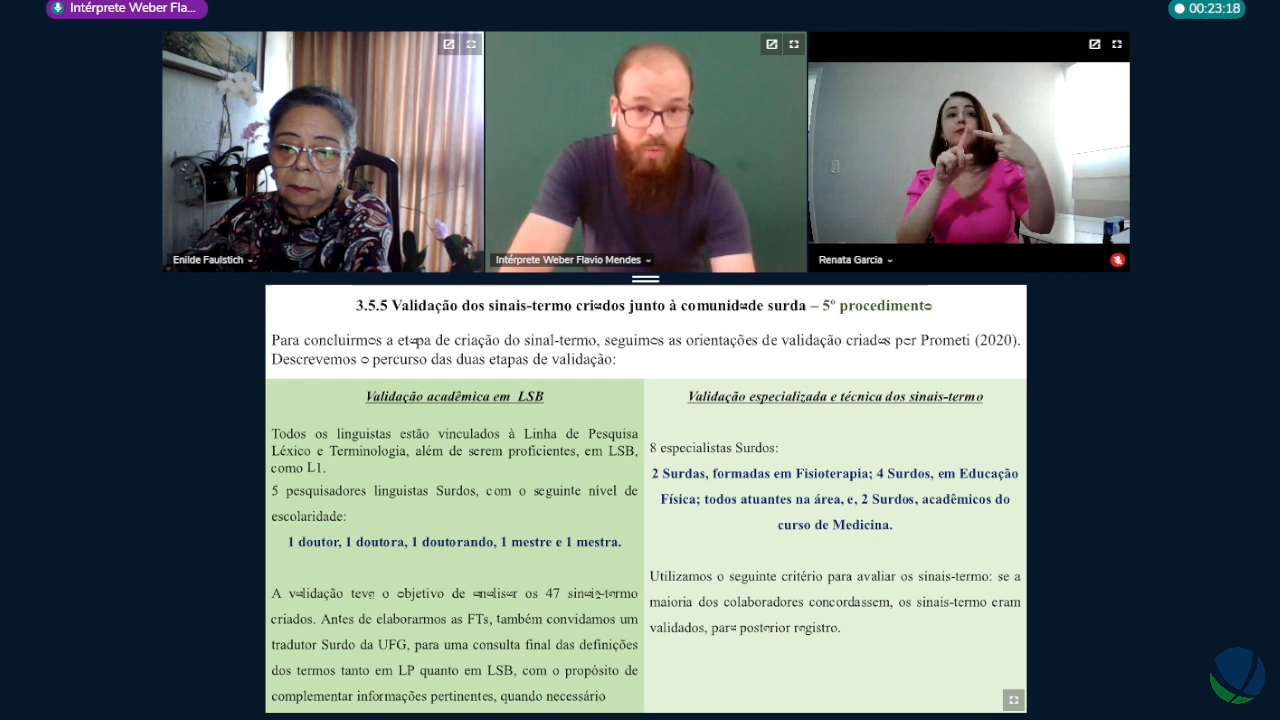 Intérprete Weber Fla...
00:23:18
Enilde Faulstich
Intérprete Weber Flavio Mendes
Renata Garcia
3.5.5 Validação dos sinais-termo criados junto à comunidade surda – 5º procedimento
Para concluirmos a etapa de criação do sinal-termo, seguimos as orientações de validação criadas por Prometi (2020).
Descrevemos o percurso das duas etapas de validação:
Validação acadêmica em LSB
Todos os linguistas estão vinculados à Linha de Pesquisa
Léxico e Terminologia, além de serem proficientes, em LSB,
como L1.
5 pesquisadores linguistas Surdos, com o seguinte nível de
escolaridade:
1 doutor, 1 doutora, 1 doutorando, 1 mestre e 1 mestra.
A validação teve o objetivo de analisar os 47 sinais-termo
criados. Antes de elaborarmos as FTs, também convidamos um
tradutor Surdo da UFG, para uma consulta final das definições
dos termos tanto em LP quanto em LSB, com o propósito de
complementar informações pertinentes, quando necessário
Validação especializada e técnica dos sinais-termo
8 especialistas Surdos:
2 Surdas, formadas em Fisioterapia; 4 Surdos, em Educação
Física; todos atuantes na área, e, 2 Surdos, acadêmicos do
curso de Medicina.
Utilizamos o seguinte critério para avaliar os sinais-termo: se a
maioria dos colaboradores concordassem, os sinais-termo eram
validados, para posterior registro.